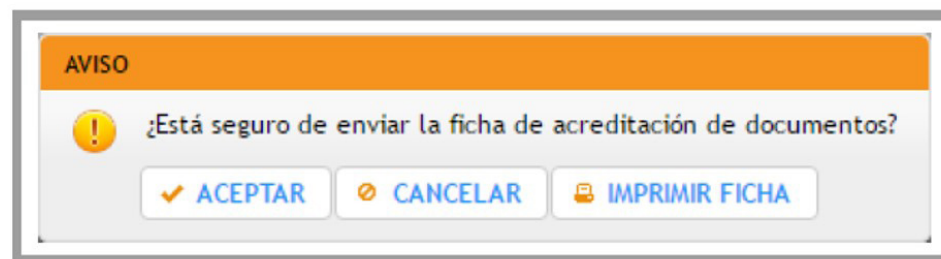 AVISO
¿Está seguro de enviar la ficha de acreditación de documentos?
ACEPTAR CANCELAR IMPRIMIR FICHA